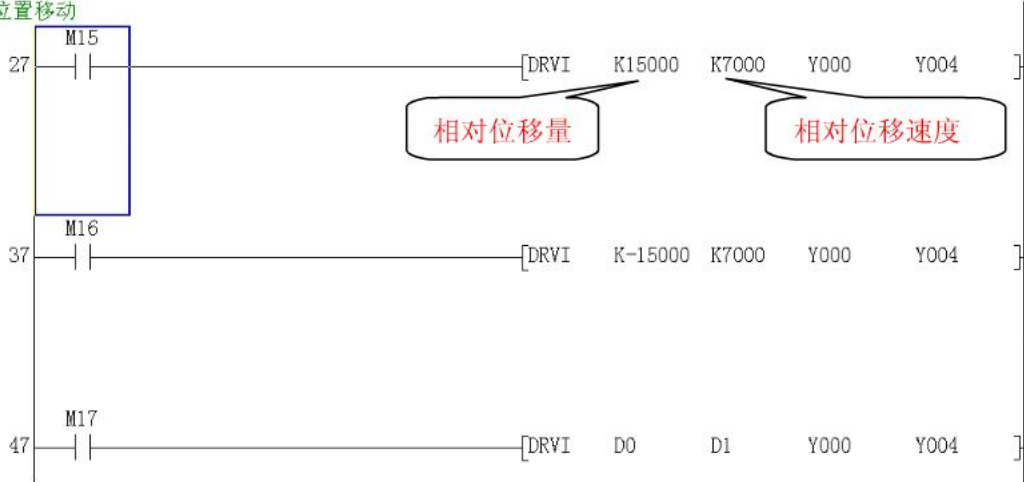 位置移动
M15
27 [DRVI K15000 K7000 Y000 Y004 ]
相对位移量 相对位移速度
M16
37 [DRVI K-15000 K7000 Y000 Y004 ]
M17
47 [DRVI D0 D1 Y000 Y004 ]